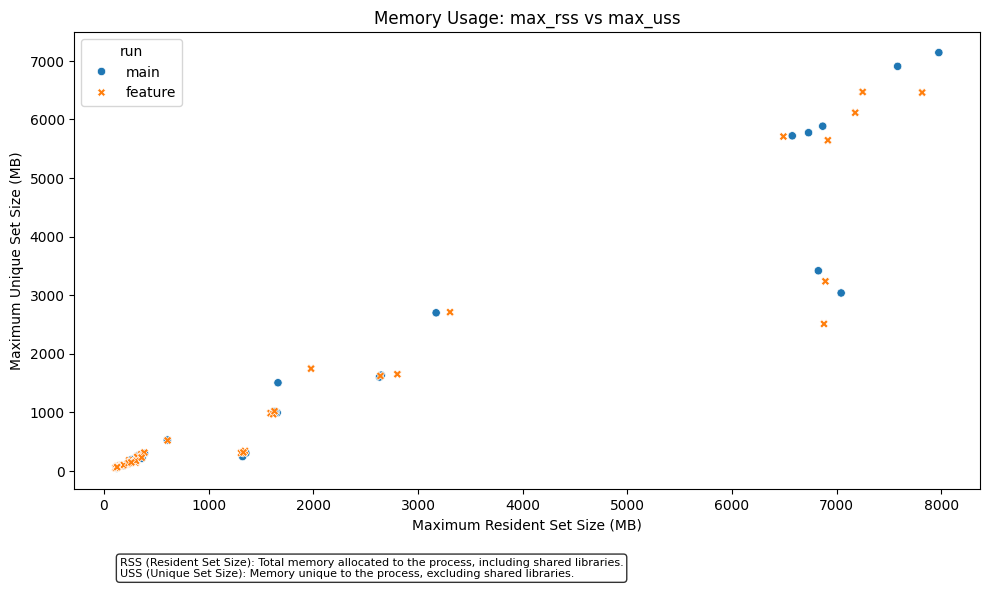 Memory Usage: max_rss vs max_uss
run
main
feature
7000
6000
5000
4000
3000
2000
1000
0
Maximum Unique Set Size (MB)
0 1000 2000 3000 4000 5000 6000 7000 8000
Maximum Resident Set Size (MB)
RSS (Resident Set Size): Total memory allocated to the process, including shared libraries.
USS (Unique Set Size): Memory unique to the process, excluding shared libraries.